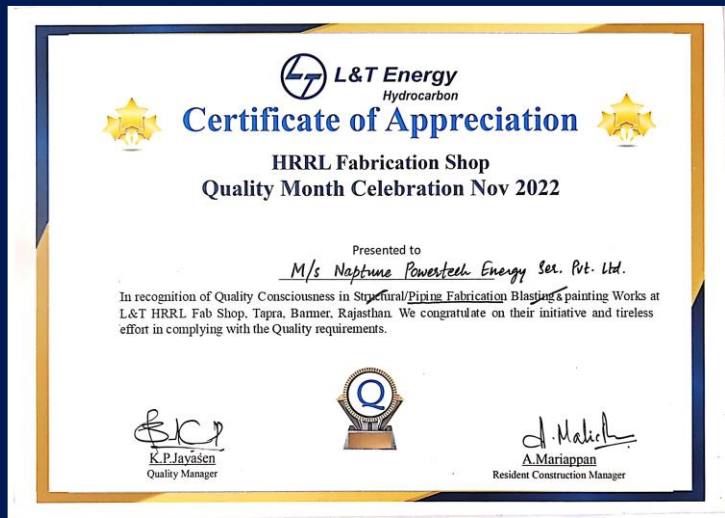 L&T Energy
Hydrocarbon
Certificate of Appreciation
HRRL Fabrication Shop
Quality Month Celebration Nov 2022
Presented to
M/s Naptune Powertech Energy Ser. Pvt. Ltd.
In recognition of Quality Consciousness in Structural/Piping Fabrication Blasting & painting Works at
L&T HRRL Fab Shop, Tapra, Barmer, Rajasthan. We congratulate on their initiative and tireless
effort in complying with the Quality requirements.
Q
K.P.Jayasen
Quality Manager
A.Mariappan
Resident Construction Manager